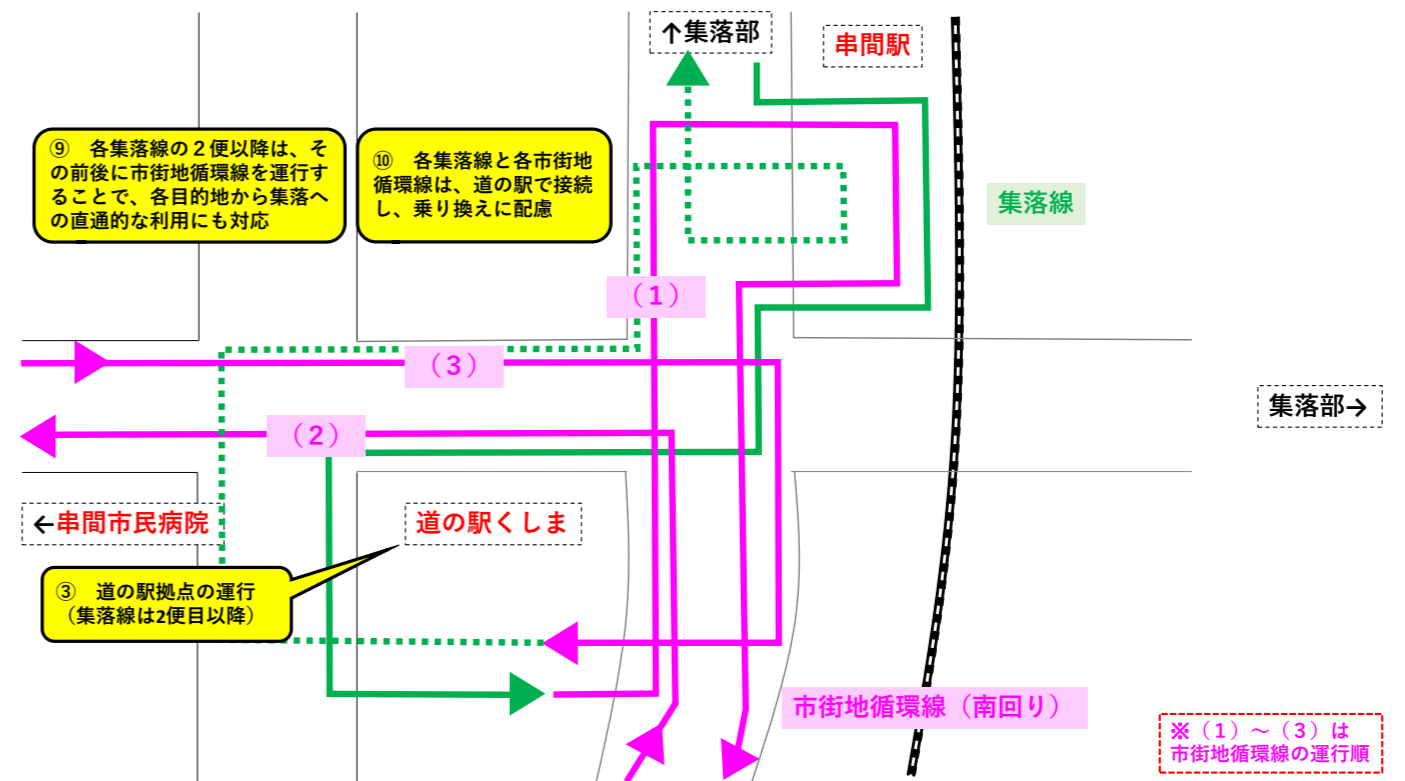 ↑集落部
串間駅
⑨　各集落線の２便以降は、そ
の前後に市街地循環線を運行す
ることで、各目的地から集落へ
の直通的な利用にも対応
⑩　各集落線と各市街地
循環線は、道の駅で接続
し、乗り換えに配慮
集落線
（1）
（3）
（2）
集落部→
←串間市民病院
道の駅くしま
③　道の駅拠点の運行
（集落線は2便目以降）
市街地循環線（南回り）
※（1）～（3）は
市街地循環線の運行順